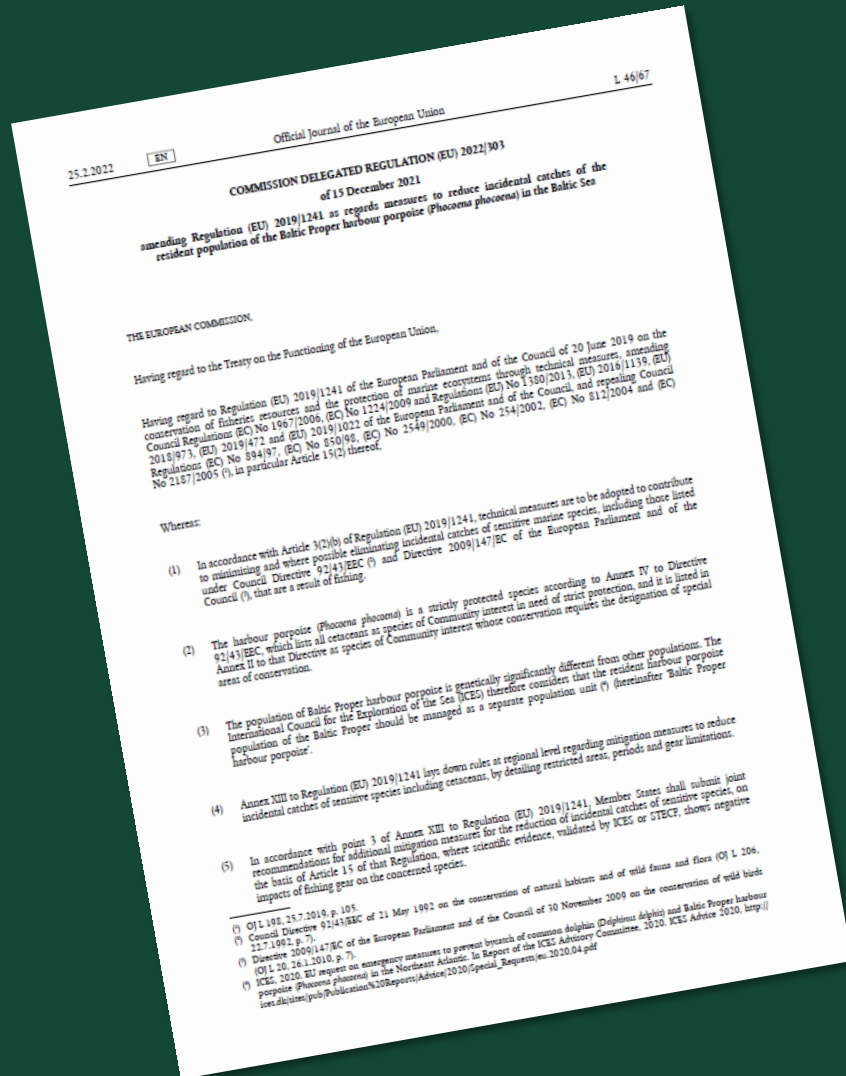 25.2.2022 EN Official Journal of the European Union L 46/67
COMMISSION DELEGATED REGULATION (EU) 2022/303
of 15 December 2021
amending Regulation (EU) 2019/1241 as regards measures to reduce incidental catches of the
resident population of the Baltic Proper harbour porpoise (Phocoena phocoena) in the Baltic Sea
THE EUROPEAN COMMISSION,
Having regard to the Treaty on the Functioning of the European Union,
Having regard to Regulation (EU) 2019/1241 of the European Parliament and of the Council of 20 June 2019 on the
conservation of fisheries resources and the protection of marine ecosystems through technical measures, amending
Council Regulations (EC) No 1967/2006, (EC) No 1224/2009 and Regulations (EU) No 1380/2013, (EU) 2016/1139, (EU)
2018/973, (EU) 2019/472 and (EU) 2019/1022 of the European Parliament and of the Council, and repealing Council
Regulations (EC) No 894/97, (EC) No 850/98, (EC) No 2549/2000, (EC) No 254/2002, (EC) No 812/2004 and (EC)
No 2187/2005 (¹), in particular Article 15(2) thereof,
Whereas:
(1) In accordance with Article 3(2)(b) of Regulation (EU) 2019/1241, technical measures are to be adopted to contribute
to minimising and where possible eliminating incidental catches of sensitive marine species, including those listed
under Council Directive 92/43/EEC (²) and Directive 2009/147/EC of the European Parliament and of the
Council (³), that are a result of fishing.
(2) The harbour porpoise (Phocoena phocoena) is a strictly protected species according to Annex IV to Directive
92/43/EEC, which lists all cetaceans as species of Community interest in need of strict protection, and it is listed in
Annex II to that Directive as species of Community interest whose conservation requires the designation of special
areas of conservation.
(3) The population of Baltic Proper harbour porpoise is genetically significantly different from other populations. The
International Council for the Exploration of the Sea (ICES) therefore considers that the resident harbour porpoise
population of the Baltic Proper should be managed as a separate population unit (⁴) (hereinafter 'Baltic Proper
harbour porpoise'.
(4) Annex XIII to Regulation (EU) 2019/1241 lays down rules at regional level regarding mitigation measures to reduce
incidental catches of sensitive species including cetaceans, by detailing restricted areas, periods and gear limitations.
(5) In accordance with point 3 of Annex XIII to Regulation (EU) 2019/1241, Member States shall submit joint
recommendations for additional mitigation measures for the reduction of incidental catches of sensitive species, on
the basis of Article 15 of that Regulation, where scientific evidence, validated by ICES or STECF, shows negative
impacts of fishing gear on the concerned species.
(¹) OJ L 198, 25.7.2019, p. 105.
(²) Council Directive 92/43/EEC of 21 May 1992 on the conservation of natural habitats and of wild fauna and flora (OJ L 206,
22.7.1992, p. 7).
(³) Directive 2009/147/EC of the European Parliament and of the Council of 30 November 2009 on the conservation of wild birds
(OJ L 20, 26.1.2010, p. 7).
(⁴) ICES, 2020. EU request on emergency measures to prevent bycatch of common dolphin (Delphinus delphis) and Baltic Proper harbour
porpoise (Phocoena phocoena) in the Northeast Atlantic. In Report of the ICES Advisory Committee, 2020. ICES Advice 2020, http://
ices.dk/sites/pub/Publication%20Reports/Advice/2020/Special_Requests/eu.2020.04.pdf